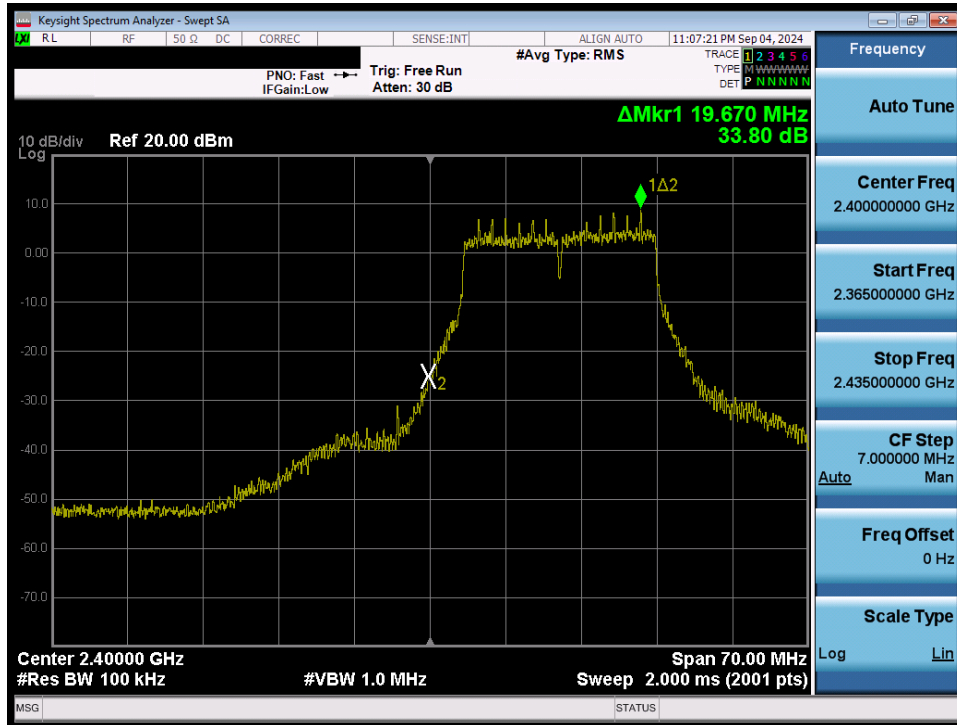 Keysight Spectrum Analyzer - Swept SA
LXI RL RF 50 Ω DC CORREC SENSE:INT ALIGN AUTO 11:07:21 PM Sep 04, 2024
#Avg Type: RMS TRACE 1 2 3 4 5 6
PNO: Fast Trig: Free Run TYPE M WWWWW
IFGain:Low Atten: 30 dB DET P N N N N N
ΔMkr1 19.670 MHz
33.80 dB
10 dB/div Ref 20.00 dBm
Log
1Δ2
10.0
0.00
-10.0
-20.0
2
-30.0
-40.0
-50.0
-60.0
-70.0
Center 2.40000 GHz Span 70.00 MHz
#Res BW 100 kHz #VBW 1.0 MHz Sweep 2.000 ms (2001 pts)
MSG STATUS
Frequency
Auto Tune
Center Freq
2.400000000 GHz
Start Freq
2.365000000 GHz
Stop Freq
2.435000000 GHz
CF Step
7.000000 MHz
Auto Man
Freq Offset
0 Hz
Scale Type
Log Lin